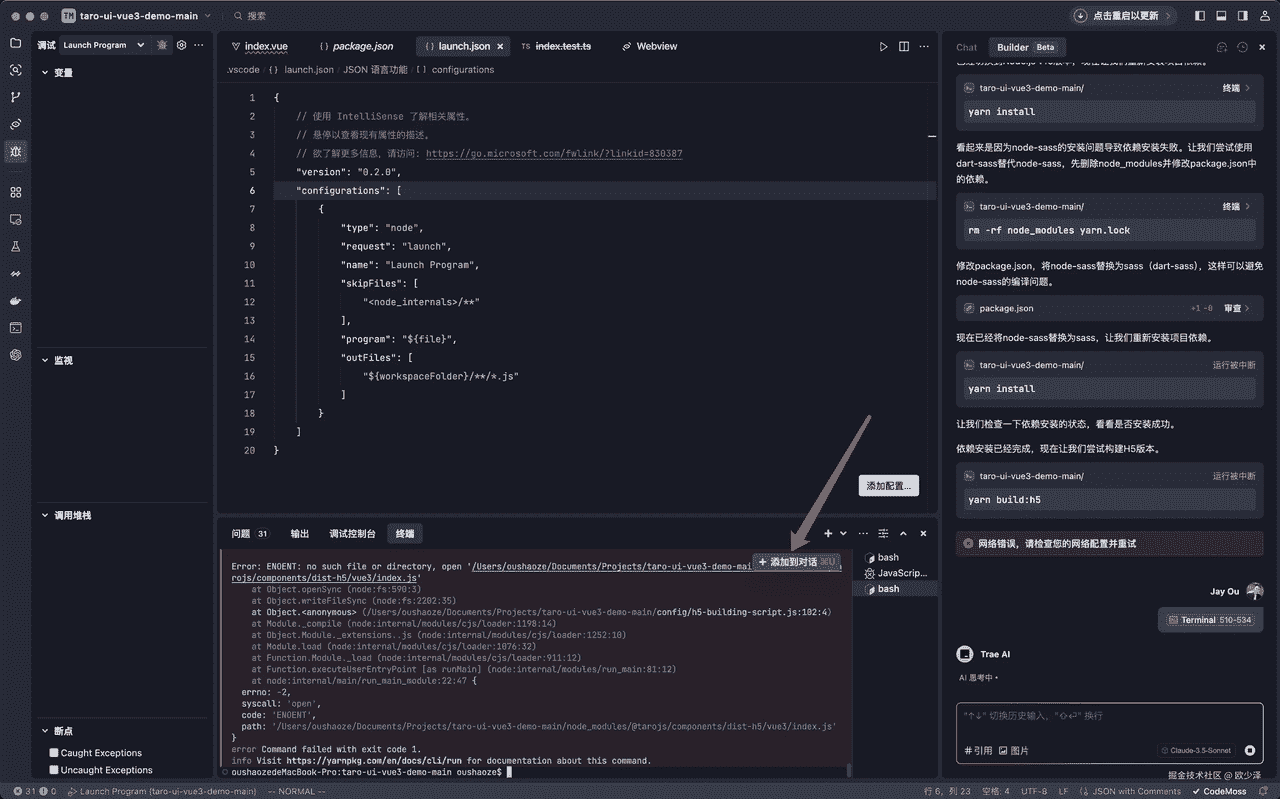 TM taro-ui-vue3-demo-main
搜索
点击重启以更新
调试 Launch Program
index.vue
package.json
launch.json
TS index.test.ts
Webview
.vscode launch.json JSON 语言功能 configurations
变量
监视
调用堆栈
断点
Caught Exceptions
Uncaught Exceptions
1 {
2 // 使用 IntelliSense 了解相关属性。
3 // 悬停以查看现有属性的描述。
4 // 欲了解更多信息，请访问: https://go.microsoft.com/fwlink/?linkid=830387
5 "version": "0.2.0",
6 "configurations": [
7 {
8 "type": "node",
9 "request": "launch",
10 "name": "Launch Program",
11 "skipFiles": [
12 "<node_internals>/**"
13 ],
14 "program": "${file}",
15 "outFiles": [
16 "${workspaceFolder}/**/*.js"
17 ]
18 }
19 ]
20 }
添加配置...
问题 31 输出 调试控制台 终端
+ 添加到对话 ⌘U
Error: ENOENT: no such file or directory, open '/Users/oushaoze/Documents/Projects/taro-ui-vue3-demo-mai
rojs/components/dist-h5/vue3/index.js'
at Object.openSync (node:fs:590:3)
at Object.writeFileSync (node:fs:2202:35)
at Object.<anonymous> (/Users/oushaoze/Documents/Projects/taro-ui-vue3-demo-main/config/h5-building-script.js:102:4)
at Module._compile (node:internal/modules/cjs/loader:1198:14)
at Object.Module._extensions..js (node:internal/modules/cjs/loader:1252:10)
at Module.load (node:internal/modules/cjs/loader:1076:32)
at Function.Module._load (node:internal/modules/cjs/loader:911:12)
at Function.executeUserEntryPoint [as runMain] (node:internal/modules/run_main:81:12)
at node:internal/main/run_main_module:22:47 {
errno: -2,
syscall: 'open',
code: 'ENOENT',
path: '/Users/oushaoze/Documents/Projects/taro-ui-vue3-demo-main/node_modules/@tarojs/components/dist-h5/vue3/index.js'
}
error Command failed with exit code 1.
info Visit https://yarnpkg.com/en/docs/cli/run for documentation about this command.
oushaozedeMacBook-Pro:taro-ui-vue3-demo-main oushaoze$
bash
JavaScrip...
bash
Chat Builder Beta
taro-ui-vue3-demo-main/ 终端
yarn install
看起来是因为node-sass的安装问题导致依赖安装失败。让我们尝试使用
dart-sass替代node-sass，先删除node_modules并修改package.json中
的依赖。
taro-ui-vue3-demo-main/ 终端
rm -rf node_modules yarn.lock
修改package.json，将node-sass替换为sass（dart-sass），这样可以避免
node-sass的编译问题。
package.json +1 -0 审查
现在已经将node-sass替换为sass，让我们重新安装项目依赖。
taro-ui-vue3-demo-main/ 运行被中断
yarn install
让我们检查一下依赖安装的状态，看看是否安装成功。
依赖安装已经完成，现在让我们尝试构建H5版本。
taro-ui-vue3-demo-main/ 运行被中断
yarn build:h5
网络错误，请检查您的网络配置并重试
Jay Ou
Terminal 510-534
Trae AI
AI 思考中
"↑↓" 切换历史输入、"⇧⏎" 换行
# 引用 图片 Claude-3.5-Sonnet
掘金技术社区 @ 欧少泽
31 0 Launch Program (taro-ui-vue3-demo-main) -- NORMAL --
行 6，列 23 空格: 4 UTF-8 LF JSON with Comments CodeMoss